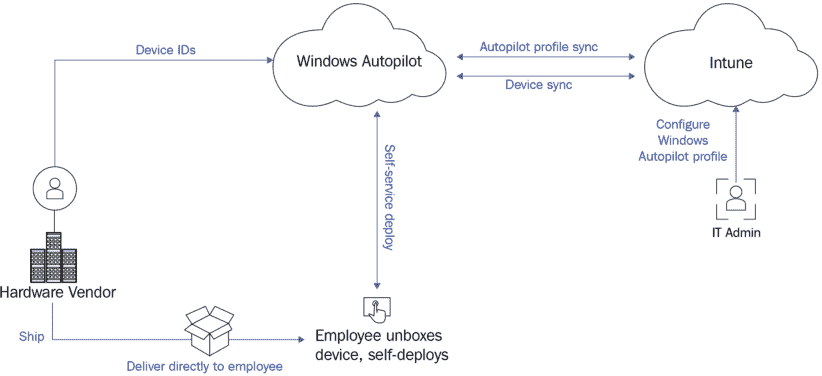 Device IDs
Windows Autopilot
Autopilot profile sync
Device sync
Intune
Configure
Windows
Autopilot profile
IT Admin
Self-service
deploy
Hardware Vendor
Ship
Deliver directly to employee
Employee unboxes
device, self-deploys